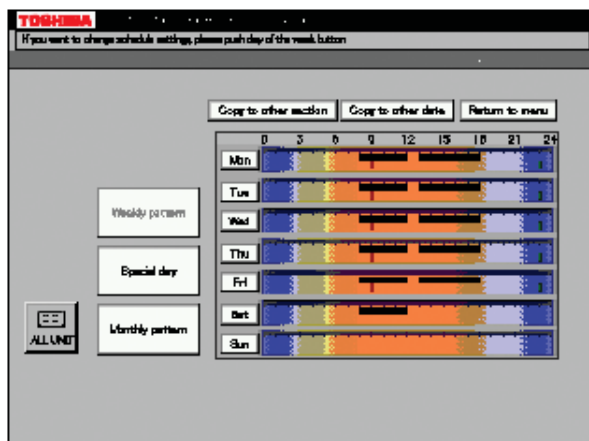 TOSHIBA
If you want to change schedule settings, please push day of the week button
Copy to other section Copy to other date Return to menu
0 3 6 9 12 15 18 21 24
Mon
Tue
Weekly pattern Wed
Thu
Special day Fri
Sat
Monthly pattern Sun
ALL UNIT